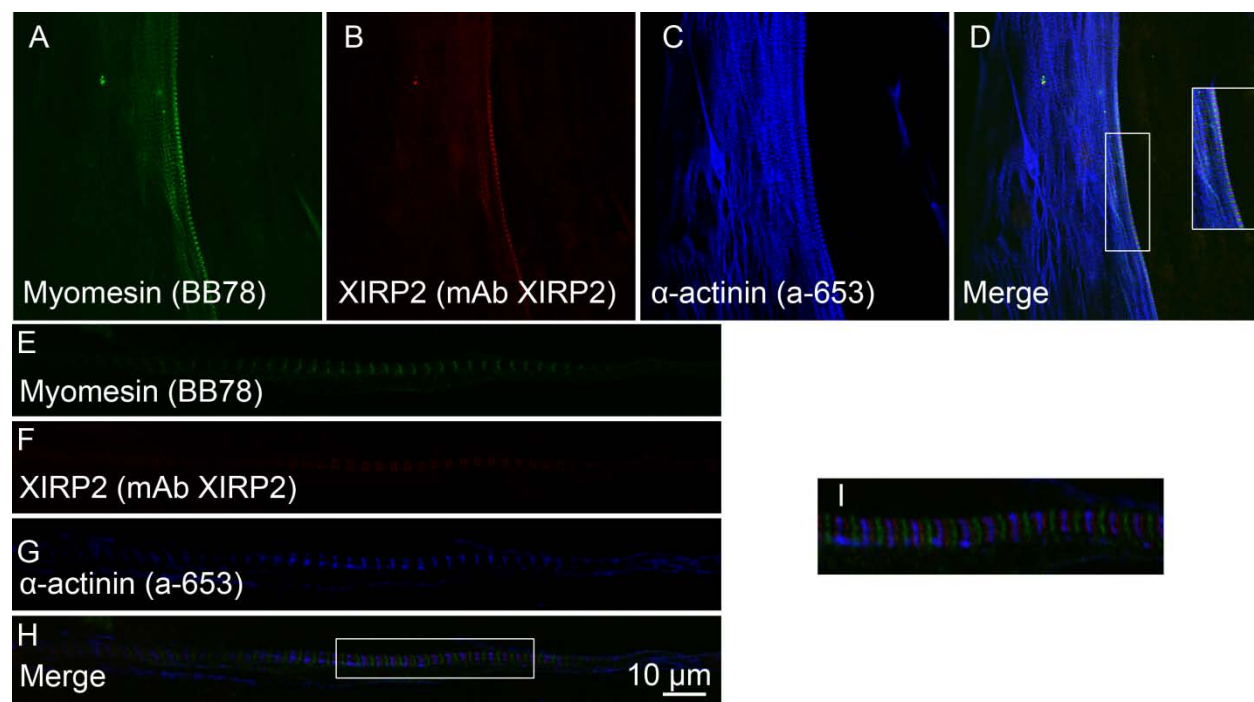 A
B
C
D
Myomesin (BB78)
XIRP2 (mAb XIRP2)
α-actinin (a-653)
Merge
E
Myomesin (BB78)
F
XIRP2 (mAb XIRP2)
G
α-actinin (a-653)
H
Merge
10 μm
I